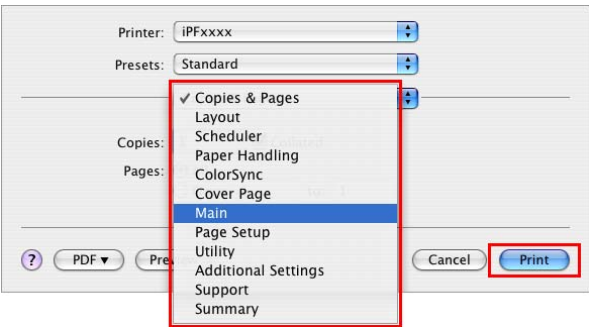 Printer: iPFxxxx
Presets: Standard
✓ Copies & Pages
Layout
Scheduler
Copies:
Paper Handling
Pages:
ColorSync
Cover Page
Main
Page Setup
Utility
? PDF ▼ Pre Cancel Print
Additional Settings
Support
Summary